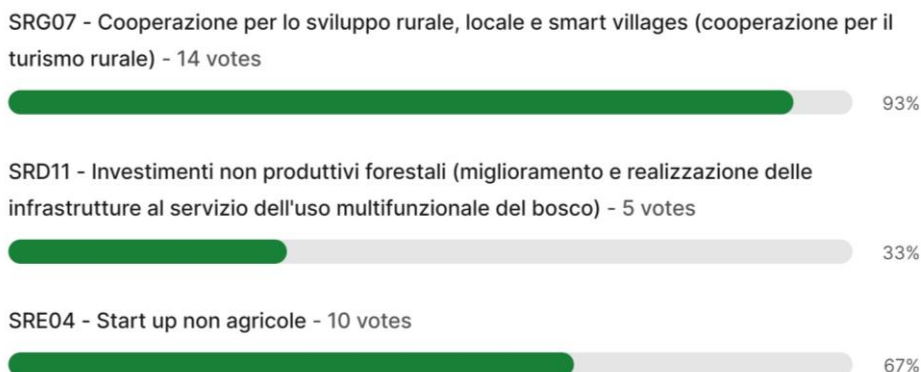 SRG07 - Cooperazione per lo sviluppo rurale, locale e smart villages (cooperazione per il
turismo rurale) - 14 votes
93%
SRD11 - Investimenti non produttivi forestali (miglioramento e realizzazione delle
infrastrutture al servizio dell'uso multifunzionale del bosco) - 5 votes
33%
SRE04 - Start up non agricole - 10 votes
67%